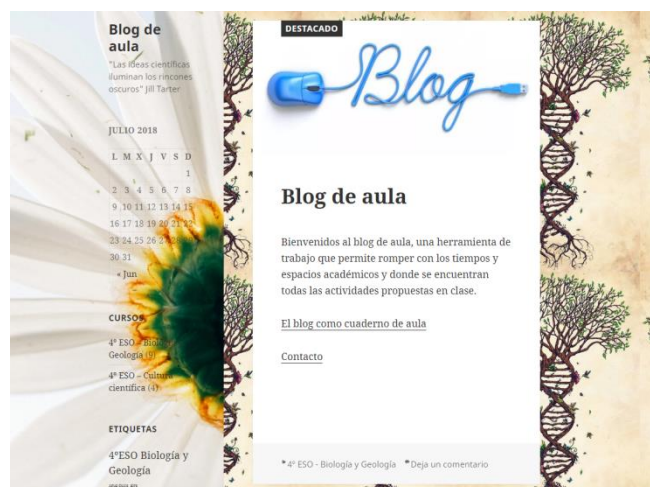 Blog de
aula
"Las ideas científicas
iluminan los rincones
oscuros" Jill Tarter
JULIO 2018
L M X J V S D
1
2 3 4 5 6 7 8
9 10 11 12 13 14 15
16 17 18 19 20 21 22
23 24 25 26 27
30 31
« Jun
CURSOS
4º ESO - Biología y
Geología (9)
4º ESO – Cultura
científica (4)
ETIQUETAS
4ºESO Biología y
Geología
DESTACADO
Blog
Blog de aula
Bienvenidos al blog de aula, una herramienta de
trabajo que permite romper con los tiempos y
espacios académicos y donde se encuentran
todas las actividades propuestas en clase.
El blog como cuaderno de aula
Contacto
4º ESO - Biología y Geología Deja un comentario